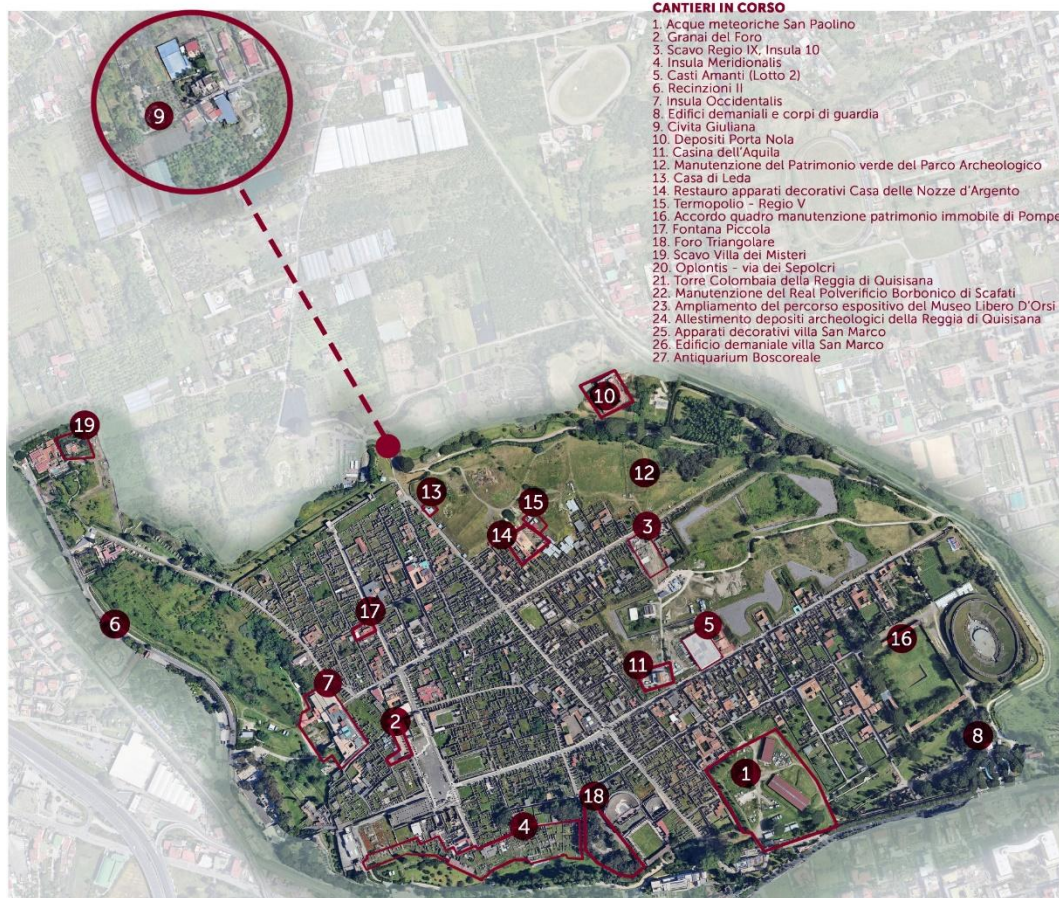 CANTIERI IN CORSO
1. Acque meteoriche San Paolino
2. Granai del Foro
3. Scavo Regio IX, Insula 10
4. Insula Meridionalis
5. Casti Amanti (Lotto 2)
6. Recinzioni II
7. Insula Occidentalis
8. Edifici demaniali e corpi di guardia
9. Civita Giuliana
10. Depositi Porta Nola
11. Casina dell'Aquila
12. Manutenzione del Patrimonio verde del Parco Archeologico
13. Casa di Leda
14. Restauro apparati decorativi Casa delle Nozze d'Argento
15. Termopolio - Regio V
16. Accordo quadro manutenzione patrimonio immobile di Pompe
17. Fontana Piccola
18. Foro Triangolare
19. Scavo Villa dei Misteri
20. Oplontis - via dei Sepolcri
21. Torre Colombaia della Reggia di Quisisana
22. Manutenzione del Real Polverificio Borbonico di Scafati
23. Ampliamento del percorso espositivo del Museo Libero D'Orsi
24. Allestimento depositi archeologici della Reggia di Quisisana
25. Apparati decorativi villa San Marco
26. Edificio demaniale villa San Marco
27. Antiquarium Boscoreale
9
10
19
12
13
15
14
3
17
6
5
16
11
7
2
8
1
18
4